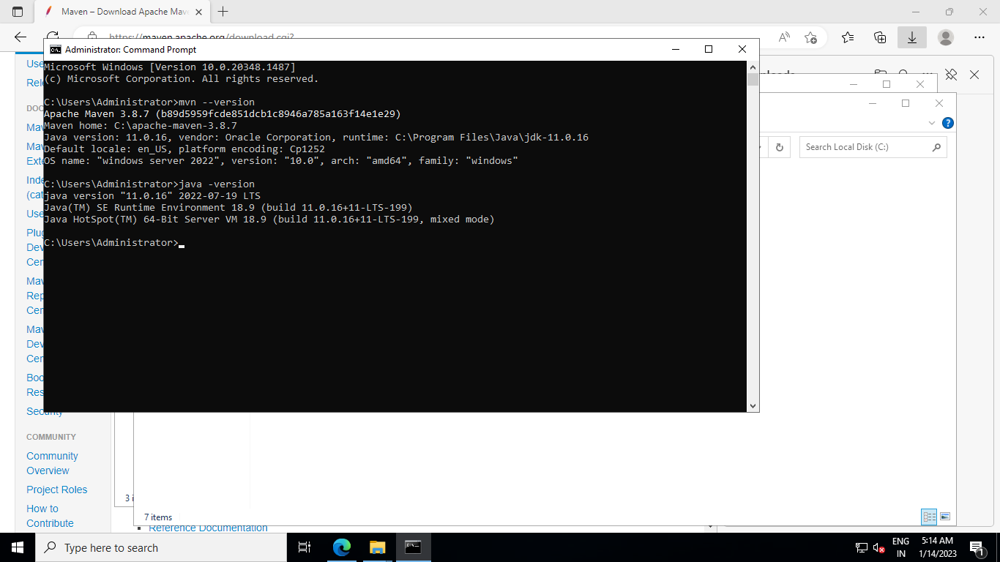 Maven – Download Apache Mav
https://maven.apache.org/download.cgi?
Administrator: Command Prompt
Microsoft Windows [Version 10.0.20348.1487]
(c) Microsoft Corporation. All rights reserved.
C:\Users\Administrator>mvn --version
Apache Maven 3.8.7 (b89d5959fcde851dcb1c8946a785a163f14e1e29)
Maven home: C:\apache-maven-3.8.7
Java version: 11.0.16, vendor: Oracle Corporation, runtime: C:\Program Files\Java\jdk-11.0.16
Default locale: en_US, platform encoding: Cp1252
OS name: "windows server 2022", version: "10.0", arch: "amd64", family: "windows"
C:\Users\Administrator>java -version
java version "11.0.16" 2022-07-19 LTS
Java(TM) SE Runtime Environment 18.9 (build 11.0.16+11-LTS-199)
Java HotSpot(TM) 64-Bit Server VM 18.9 (build 11.0.16+11-LTS-199, mixed mode)
C:\Users\Administrator>
Search Local Disk (C:)
Use
Rel
DOC
Mav
Mav
Exte
Inde
(cat
Use
Plug
Dev
Cen
Mav
Rep
Cen
Mav
Dev
Cen
Boo
Res
Security
COMMUNITY
Community
Overview
Project Roles
How to
Contribute
3 i
7 items
Reference Documentation
Type here to search
ENG
IN
5:14 AM
1/14/2023
1